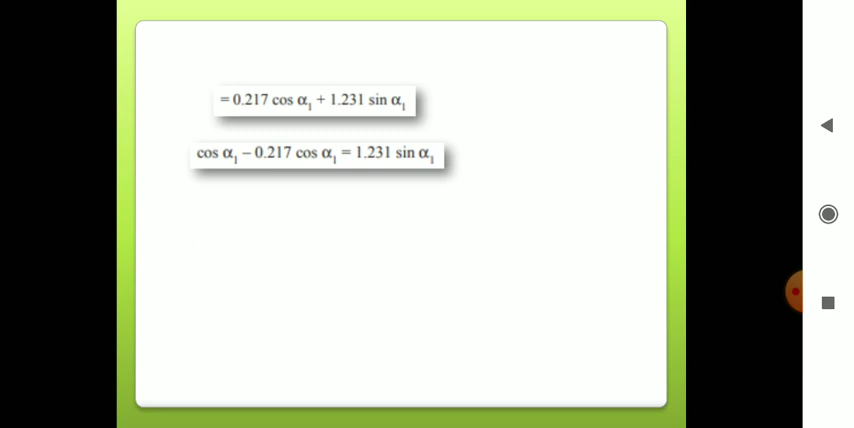 = 0.217 cos α₁ + 1.231 sin α₁
cos α₁ – 0.217 cos α₁ = 1.231 sin α₁